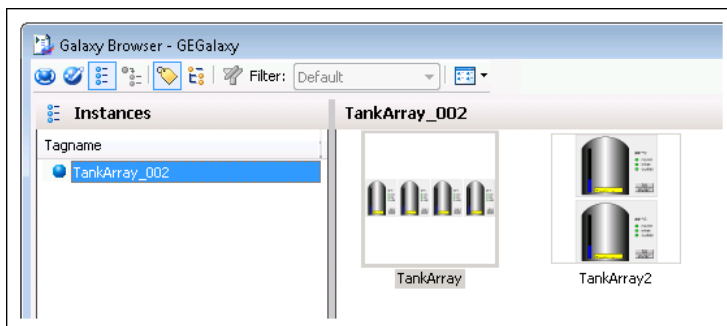 Galaxy Browser - GEGalaxy
Filter: Default
Instances
TankArray_002
Tagname
TankArray_002
TankArray
TankArray2